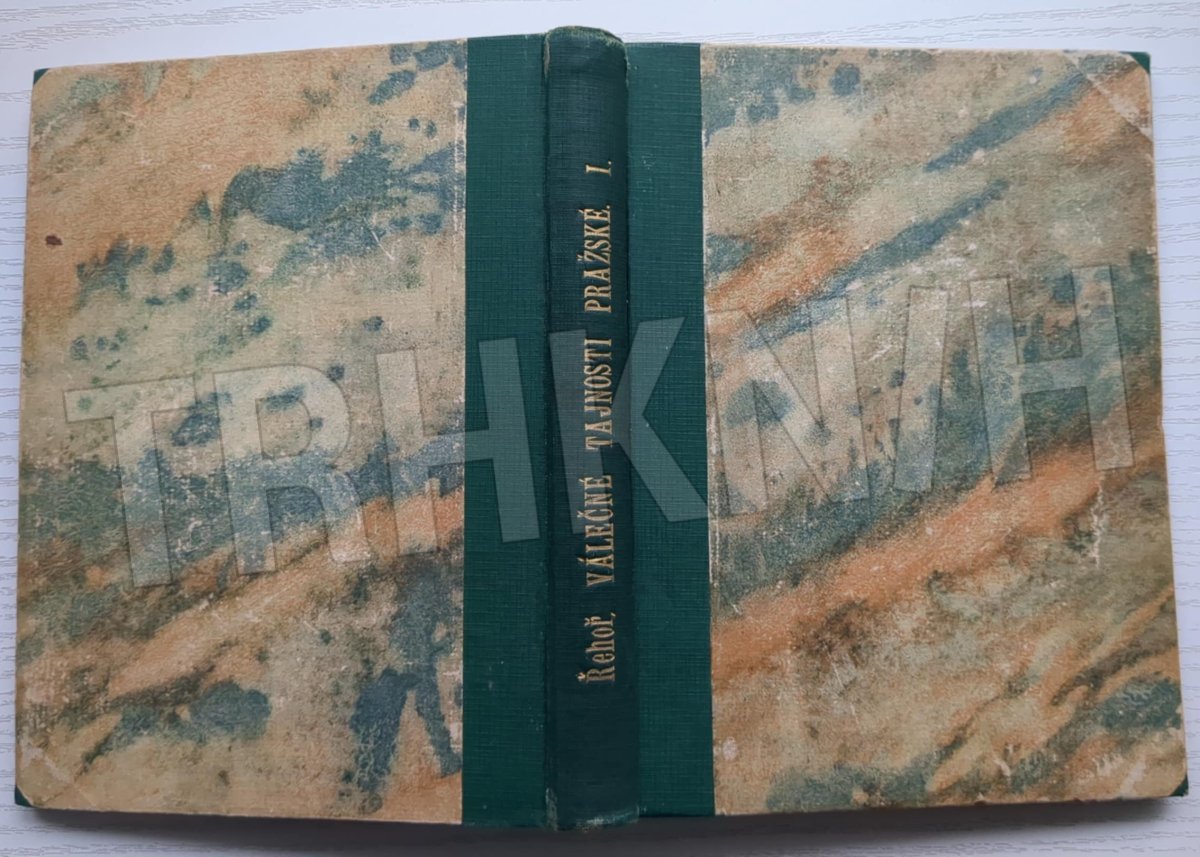 Řehoř, VÁLEČNÉ TAJNOSTI PRAŽSKÉ. I.
TRHKNIH